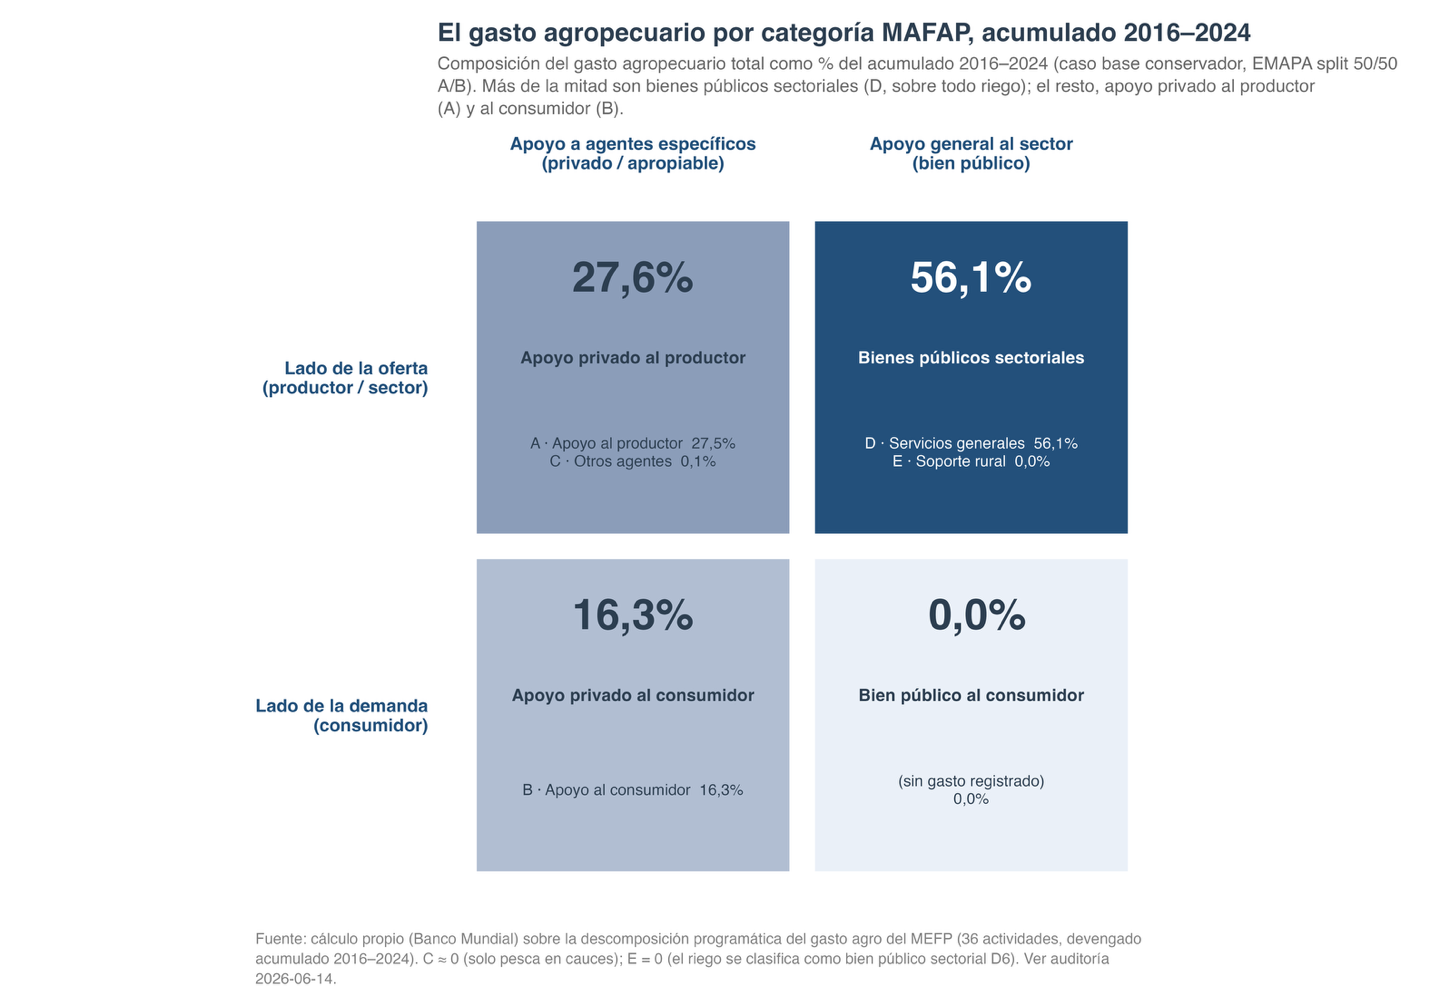 El gasto agropecuario por categoría MAFAP, acumulado 2016–2024
Composición del gasto agropecuario total como % del acumulado 2016–2024 (caso base conservador, EMAPA split 50/50
A/B). Más de la mitad son bienes públicos sectoriales (D, sobre todo riego); el resto, apoyo privado al productor
(A) y al consumidor (B).
Apoyo a agentes específicos
(privado / apropiable)
Apoyo general al sector
(bien público)
Lado de la oferta
(productor / sector)
27,6%
Apoyo privado al productor
A · Apoyo al productor 27,5%
C · Otros agentes 0,1%
56,1%
Bienes públicos sectoriales
D · Servicios generales 56,1%
E · Soporte rural 0,0%
Lado de la demanda
(consumidor)
16,3%
Apoyo privado al consumidor
B · Apoyo al consumidor 16,3%
0,0%
Bien público al consumidor
(sin gasto registrado)
0,0%
Fuente: cálculo propio (Banco Mundial) sobre la descomposición programática del gasto agro del MEFP (36 actividades, devengado
acumulado 2016–2024). C ≈ 0 (solo pesca en cauces); E = 0 (el riego se clasifica como bien público sectorial D6). Ver auditoría
2026-06-14.